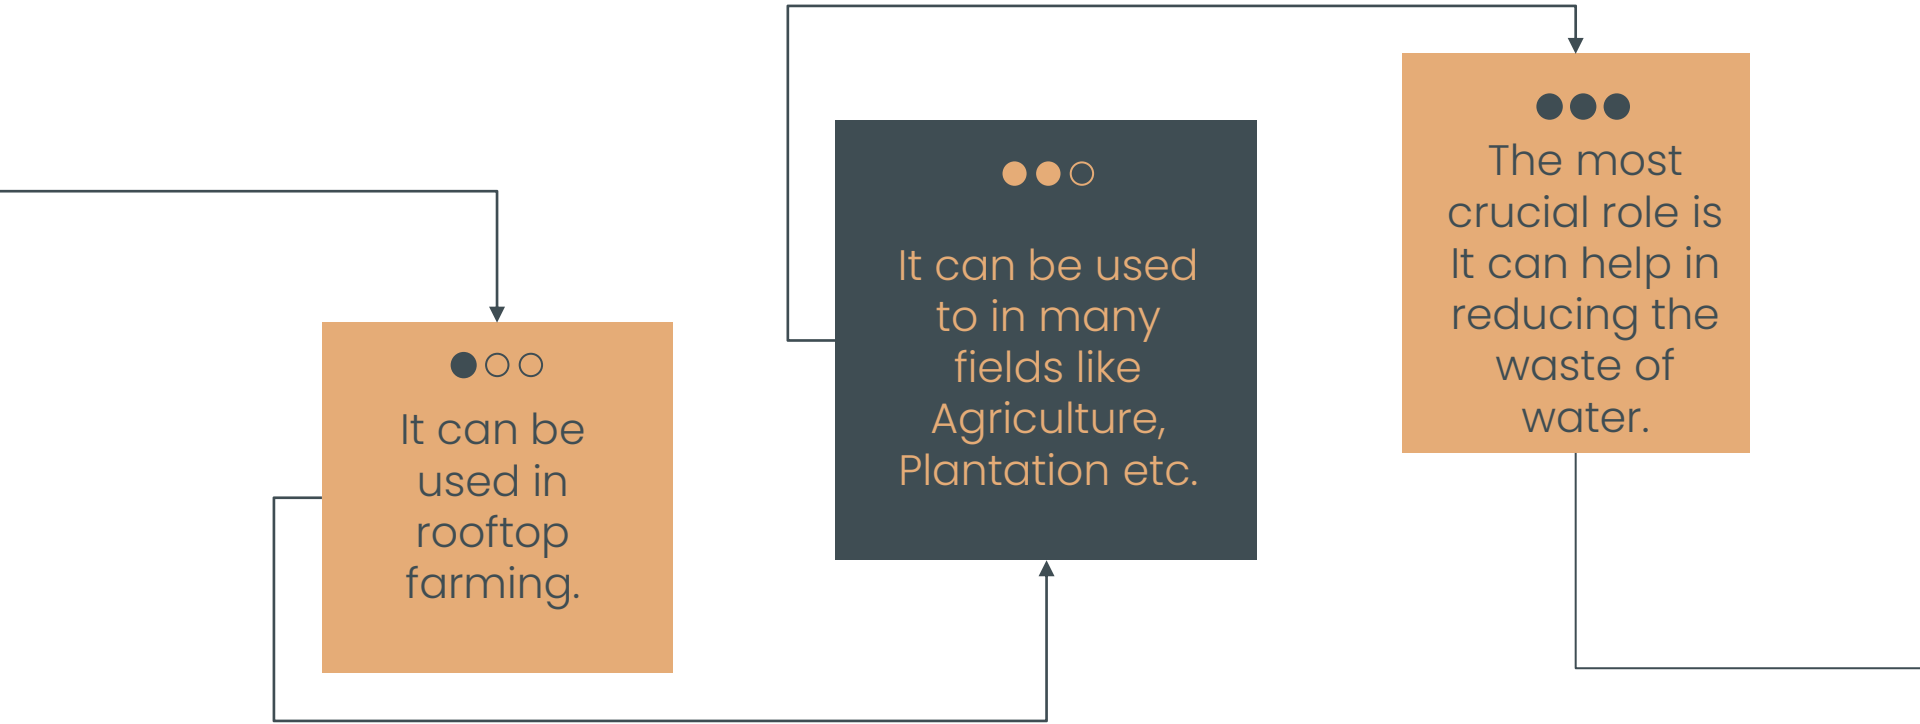 It can be
used in
rooftop
farming.
It can be used
to in many
fields like
Agriculture,
Plantation etc.
The most
crucial role is
It can help in
reducing the
waste of
water.